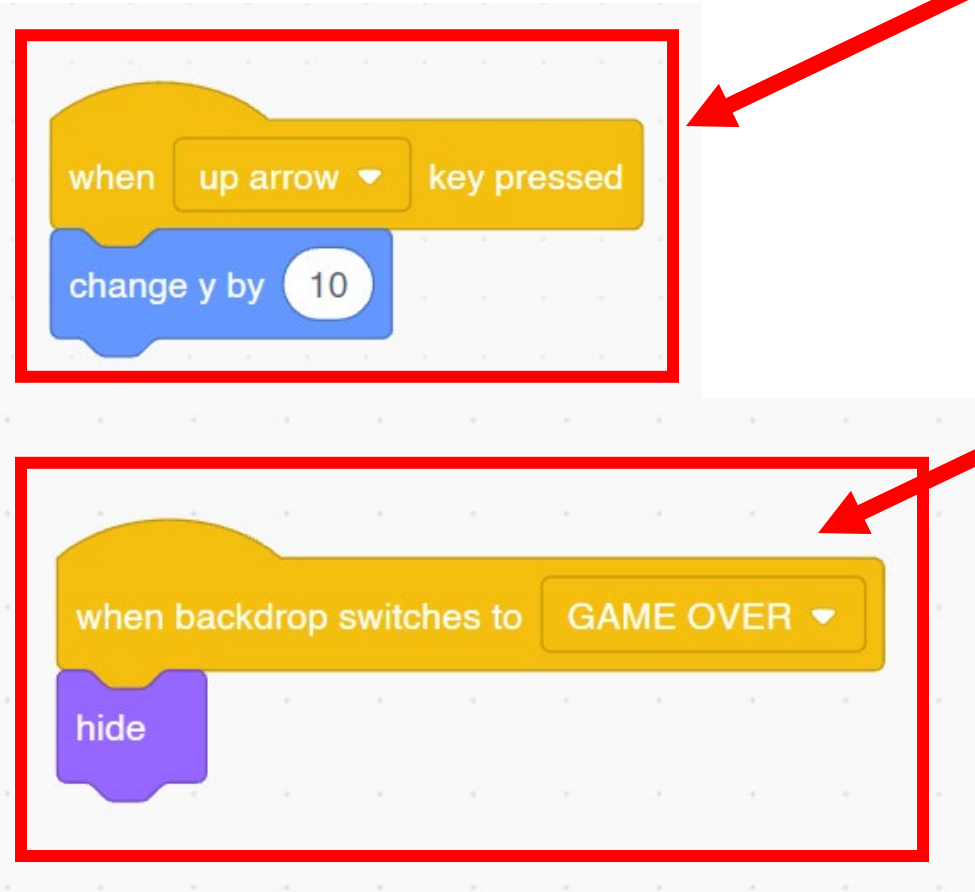 when up arrow key pressed
change y by 10
when backdrop switches to GAME OVER
hide